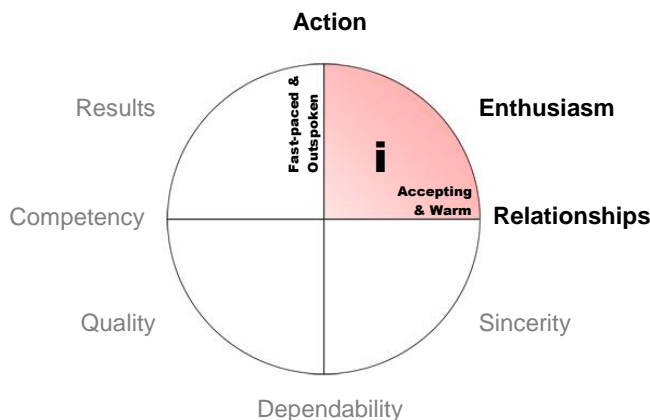 Action
Results
Enthusiasm
Fast-paced &
Outspoken
i
Accepting
& Warm
Competency
Relationships
Quality
Sincerity
Dependability